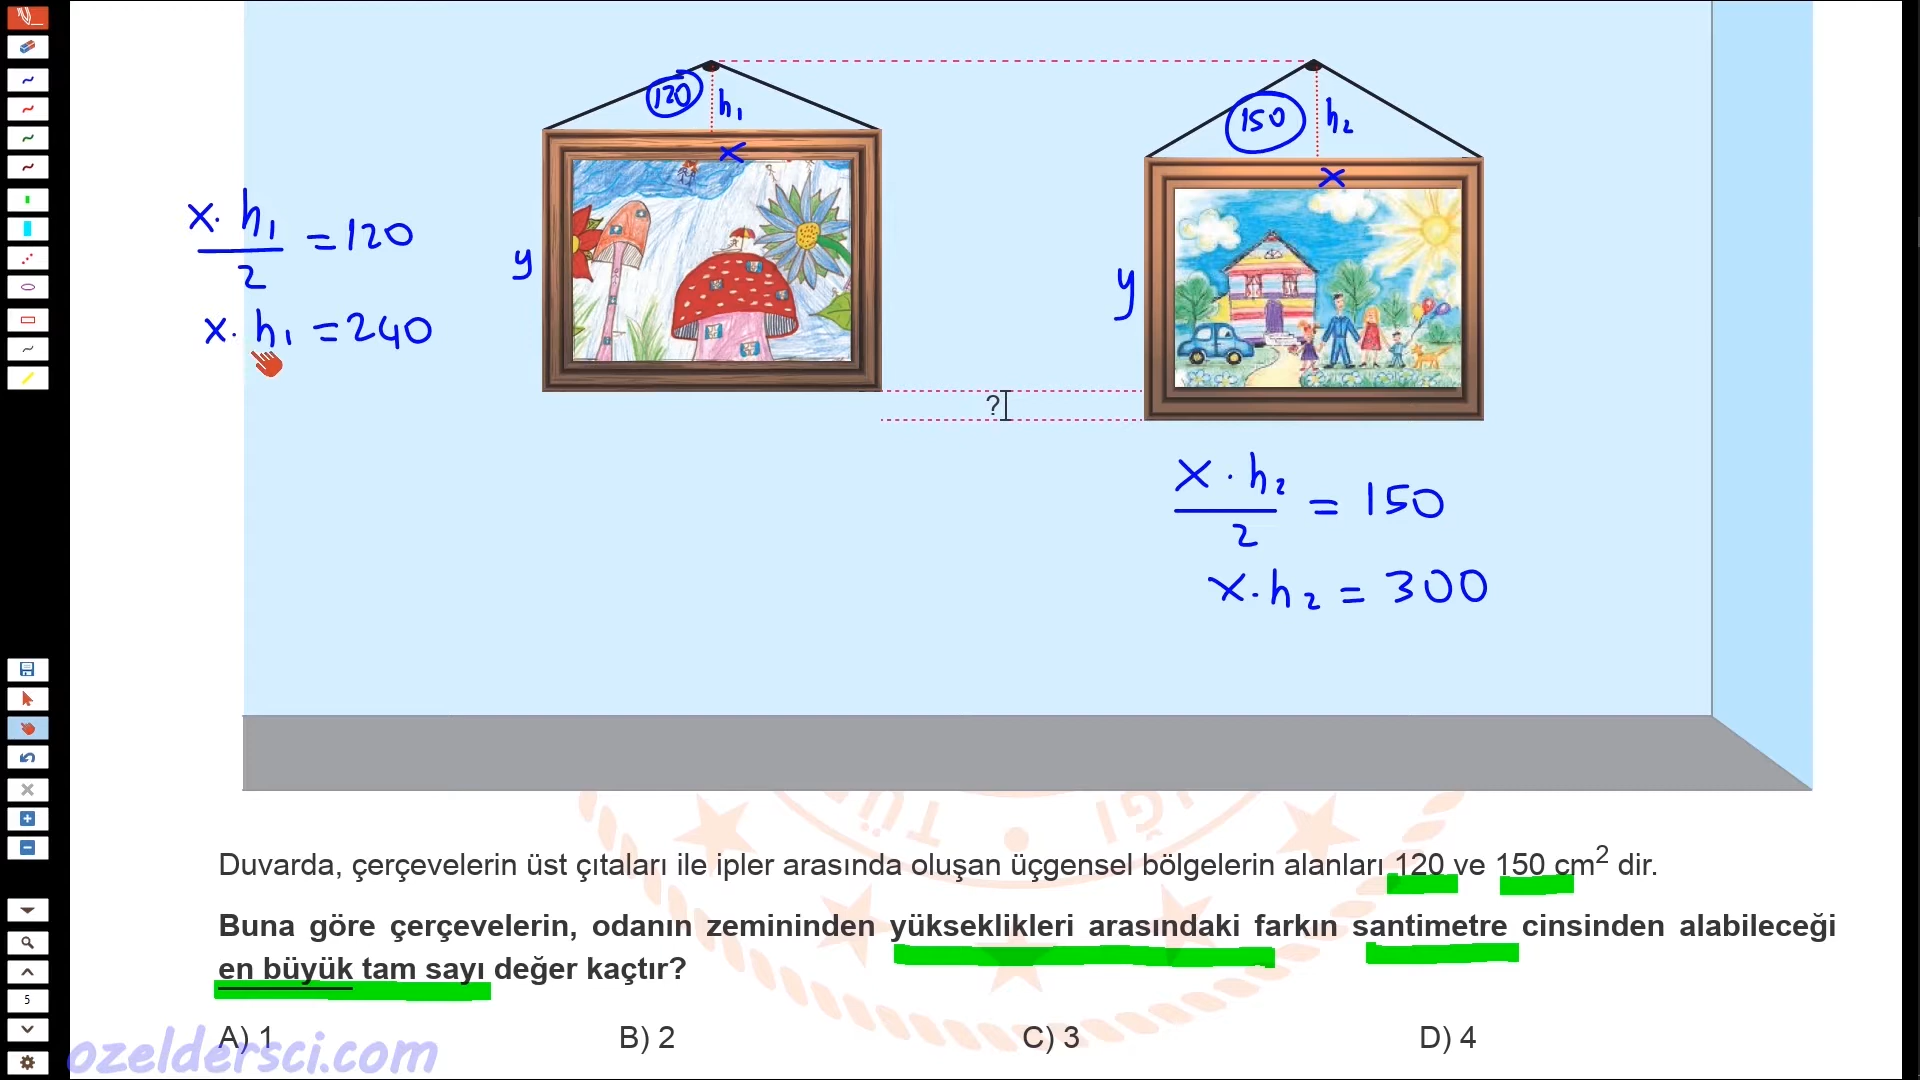 120
h₁
x
y
150
h₂
x
y
x · h₁
2
= 120
x · h₁ = 240
?
x · h₂
2
= 150
x · h₂ = 300
Duvarda, çerçevelerin üst çıtaları ile ipler arasında oluşan üçgensel bölgelerin alanları 120 ve 150 cm² dir.
Buna göre çerçevelerin, odanın zemininden yükseklikleri arasındaki farkın santimetre cinsinden alabileceği
en büyük tam sayı değer kaçtır?
A) 1 B) 2 C) 3 D) 4
ozeldersci.com
5